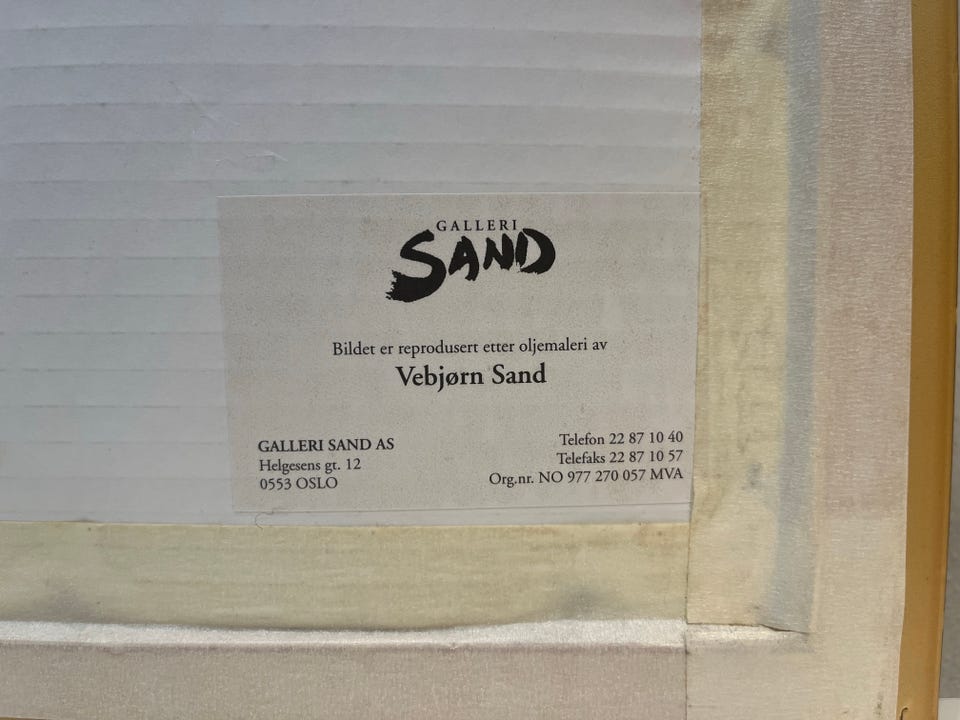 GALLERI
SAND
Bildet er reprodusert etter oljemaleri av
Vebjørn Sand
GALLERI SAND AS
Helgesens gt. 12
0553 OSLO
Telefon 22 87 10 40
Telefaks 22 87 10 57
Org.nr. NO 977 270 057 MVA